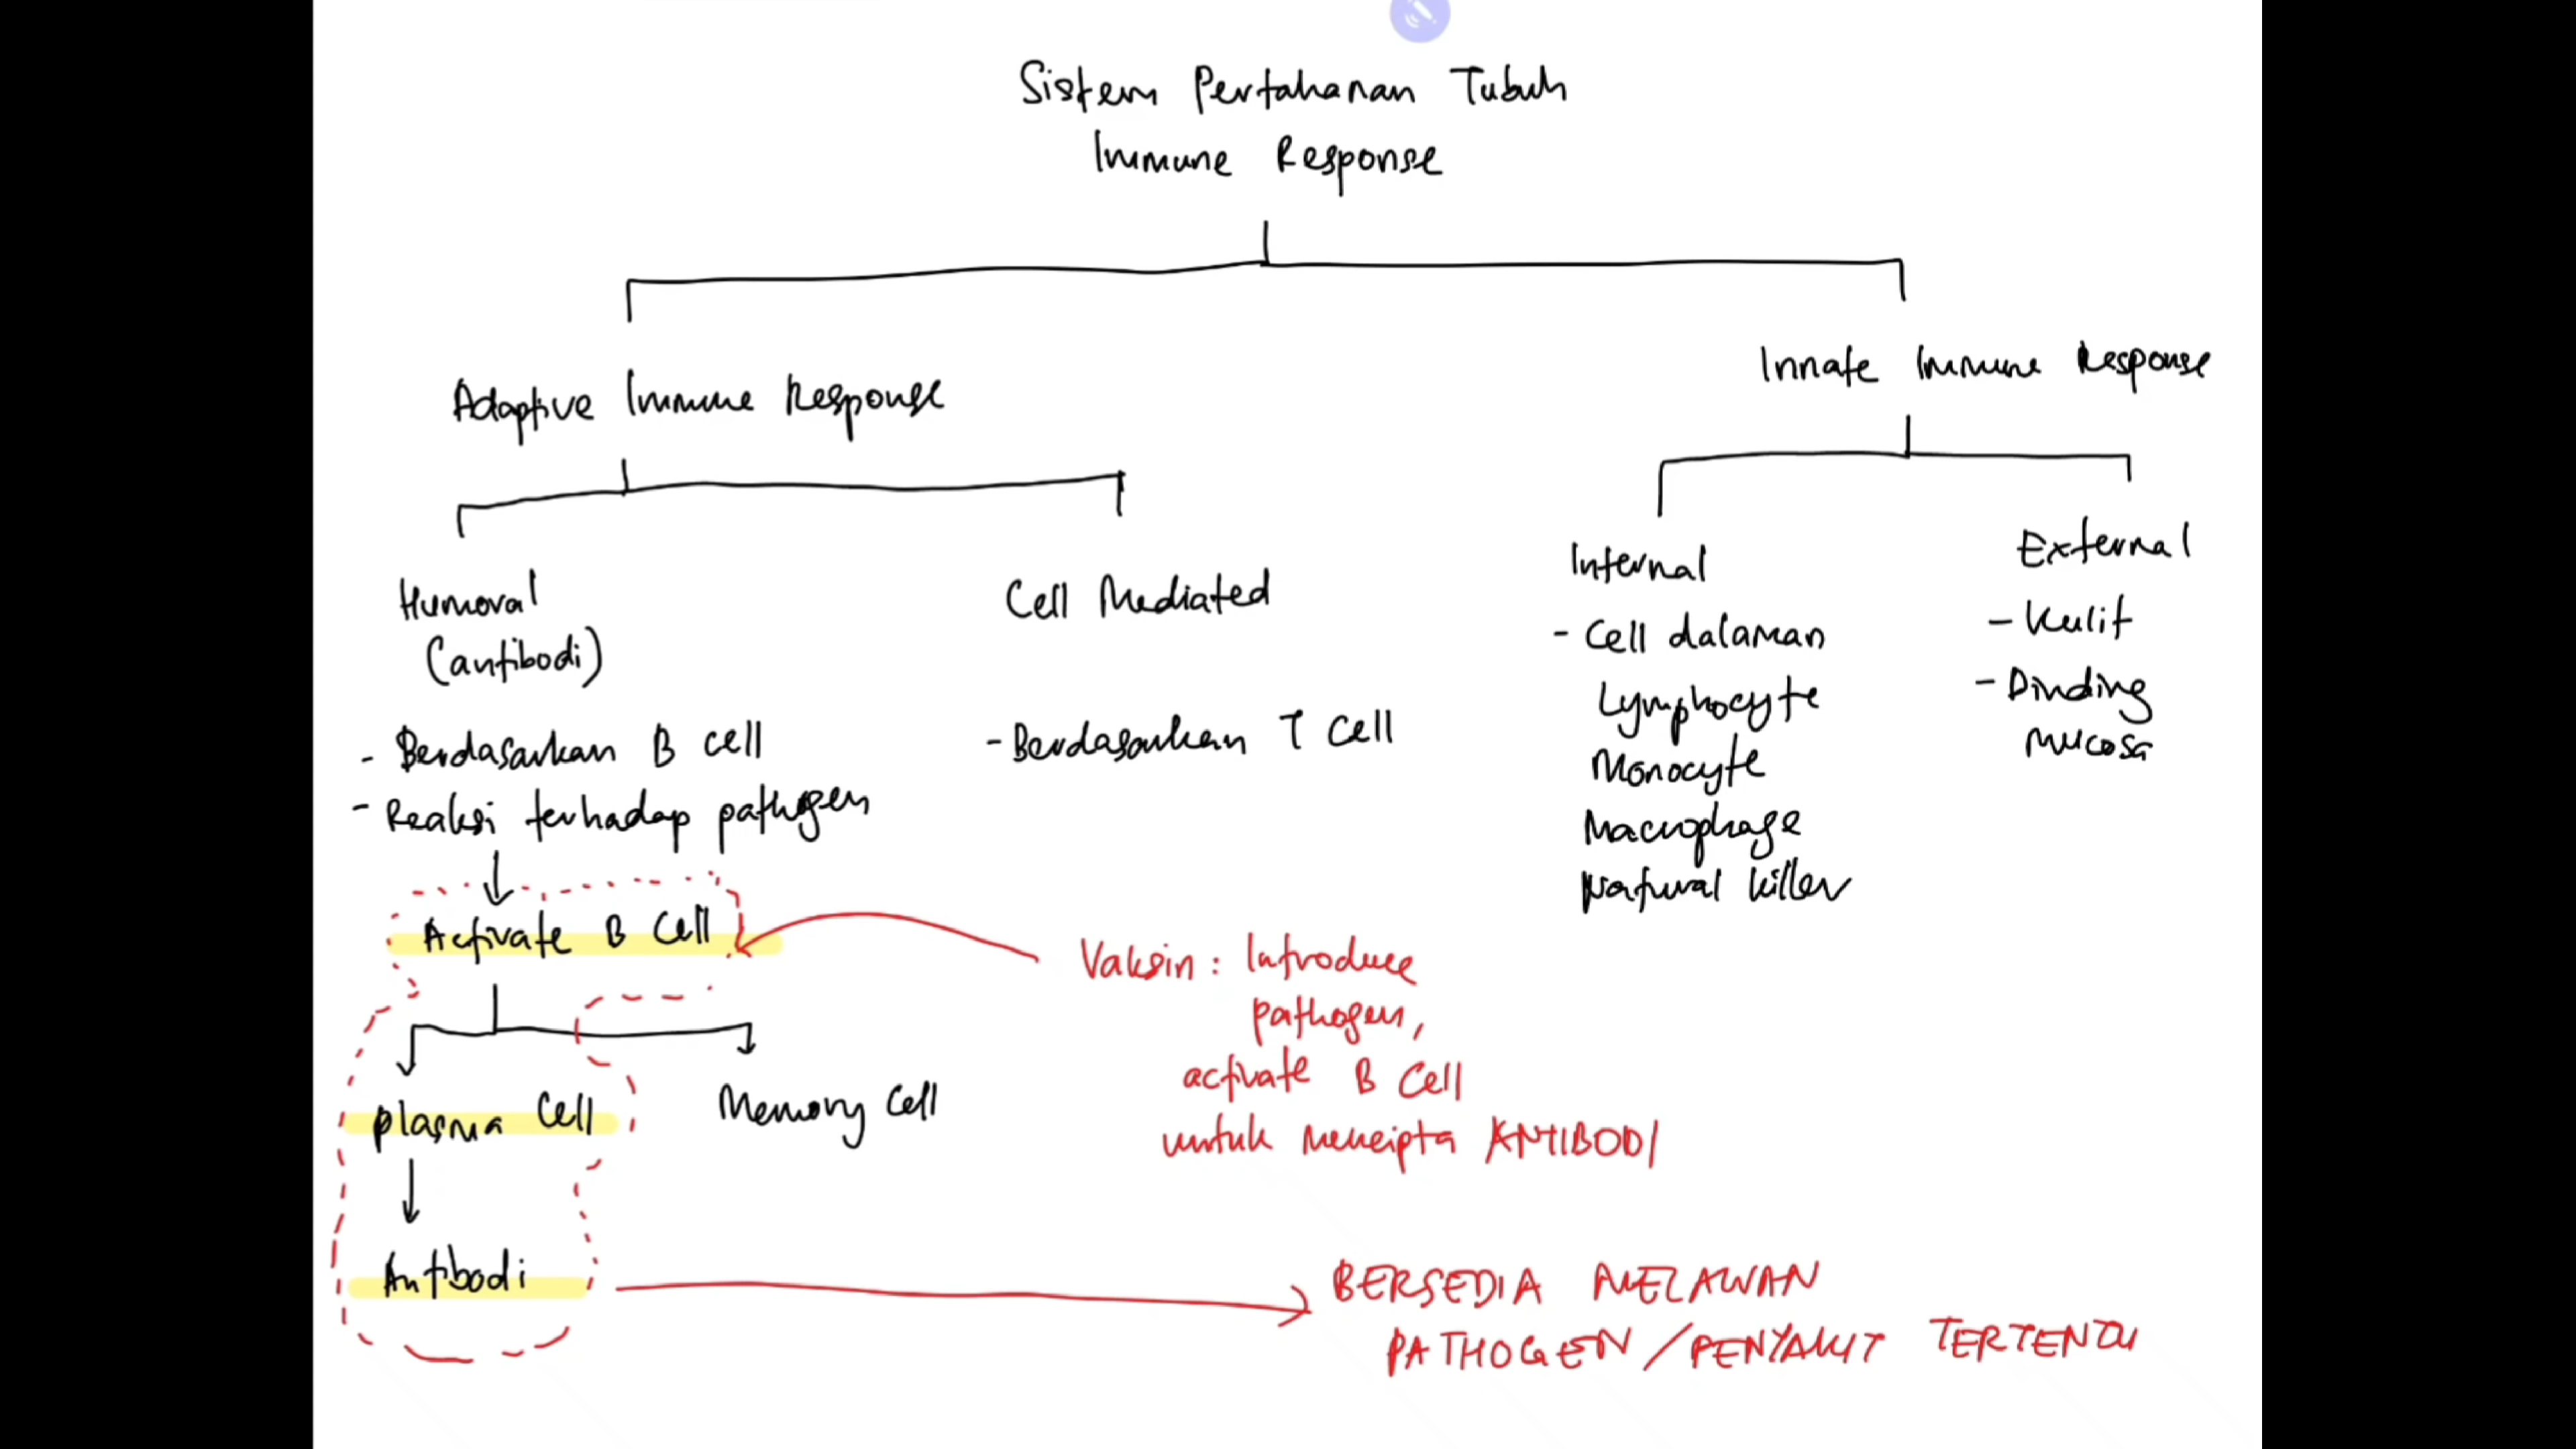 Sistem Pertahanan Tubuh
Immune Response
Adaptive Immune Response
Innate Immune Response
Humoral
(antibodi)
- Berdasarkan B cell
- Reaksi terhadap pathogen
Activate B Cell
Plasma Cell
Memory Cell
Antibodi
Cell Mediated
- Berdasarkan T Cell
Internal
- Cell dalaman
Lymphocyte
Monocyte
Macrophage
Natural killer
External
- Kulit
- Dinding
mucosa
Vaksin : Introduce
pathogen,
activate B Cell
untuk mencipta ANTIBODI
BERSEDIA MELAWAN
PATHOGEN/PENYAKIT TERTENTU